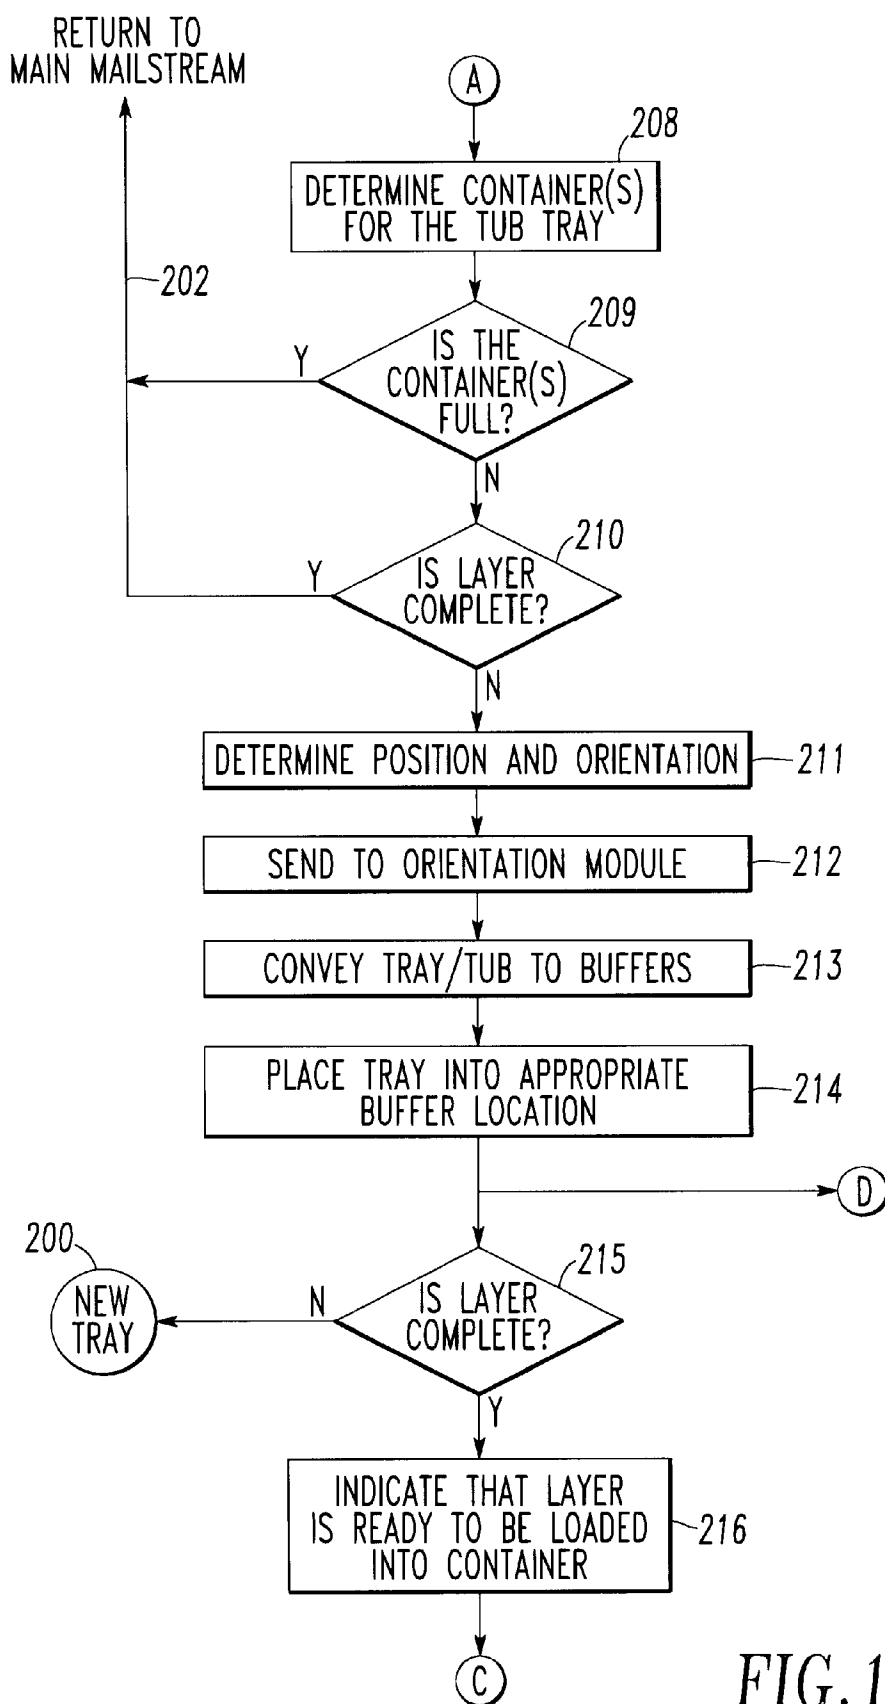 RETURN TO
MAIN MAILSTREAM
A
208
DETERMINE CONTAINER(S)
FOR THE TUB TRAY
202
209
IS THE
CONTAINER(S)
FULL?
Y
N
210
IS LAYER
COMPLETE?
Y
N
DETERMINE POSITION AND ORIENTATION
211
SEND TO ORIENTATION MODULE
212
CONVEY TRAY/TUB TO BUFFERS
213
PLACE TRAY INTO APPROPRIATE
BUFFER LOCATION
214
D
200
NEW
TRAY
N
215
IS LAYER
COMPLETE?
Y
INDICATE THAT LAYER
IS READY TO BE LOADED
INTO CONTAINER
216
C
FIG. 1